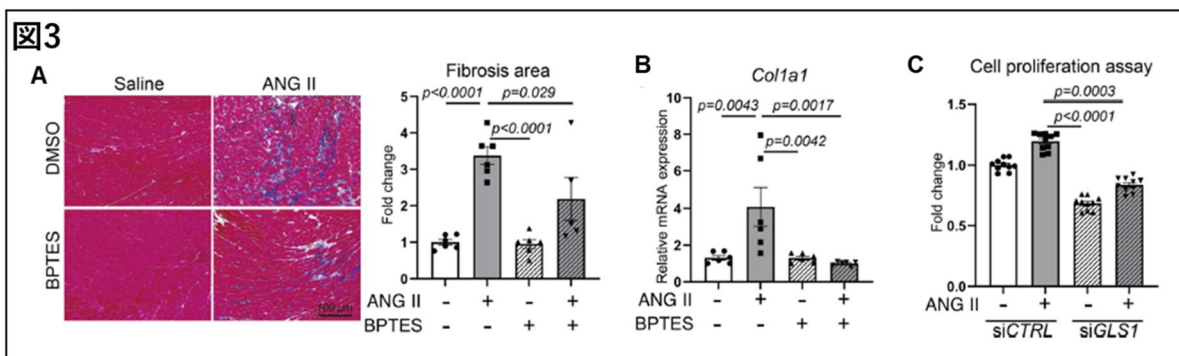 図3
A
Saline
ANG II
DMSO
BPTES
100 µm
Fibrosis area
Fold change
5
4
3
2
1
0
p<0.0001
p=0.029
p<0.0001
ANG II - + - +
BPTES - - + +
B
Col1a1
Relative mRNA expression
10
8
6
4
2
0
p=0.0043
p=0.0017
p=0.0042
ANG II - + - +
BPTES - - + +
C
Cell proliferation assay
Fold change
1.5
1.0
0.5
0.0
p=0.0003
p<0.0001
ANG II - + - +
siCTRL siGLS1